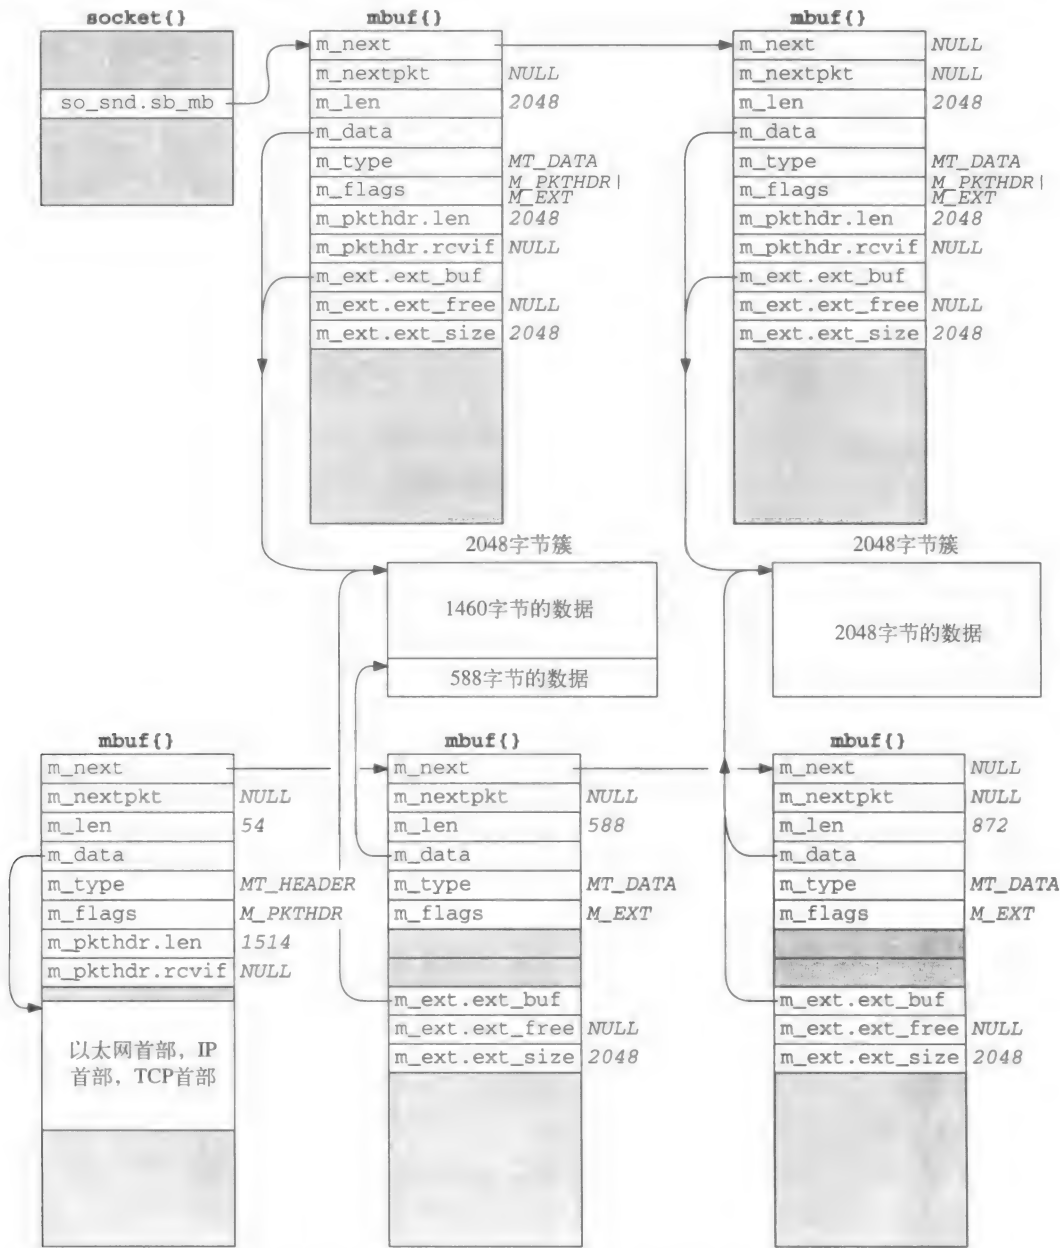 socket{}
so_snd.sb_mb
mbuf{}
m_next
m_nextpkt NULL
m_len 2048
m_data
m_type MT_DATA
m_flags M_PKTHDR|
M_EXT
m_pkthdr.len 2048
m_pkthdr.rcvif NULL
m_ext.ext_buf
m_ext.ext_free NULL
m_ext.ext_size 2048
mbuf{}
m_next NULL
m_nextpkt NULL
m_len 2048
m_data
m_type MT_DATA
m_flags M_PKTHDR|
M_EXT
m_pkthdr.len 2048
m_pkthdr.rcvif NULL
m_ext.ext_buf
m_ext.ext_free NULL
m_ext.ext_size 2048
2048字节簇
1460字节的数据
588字节的数据
2048字节簇
2048字节的数据
mbuf{}
m_next
m_nextpkt NULL
m_len 54
m_data
m_type MT_HEADER
m_flags M_PKTHDR
m_pkthdr.len 1514
m_pkthdr.rcvif NULL
以太网首部，IP
首部，TCP首部
mbuf{}
m_next
m_nextpkt NULL
m_len 588
m_data
m_type MT_DATA
m_flags M_EXT
m_ext.ext_buf
m_ext.ext_free NULL
m_ext.ext_size 2048
mbuf{}
m_next NULL
m_nextpkt NULL
m_len 872
m_data
m_type MT_DATA
m_flags M_EXT
m_ext.ext_buf
m_ext.ext_free NULL
m_ext.ext_size 2048